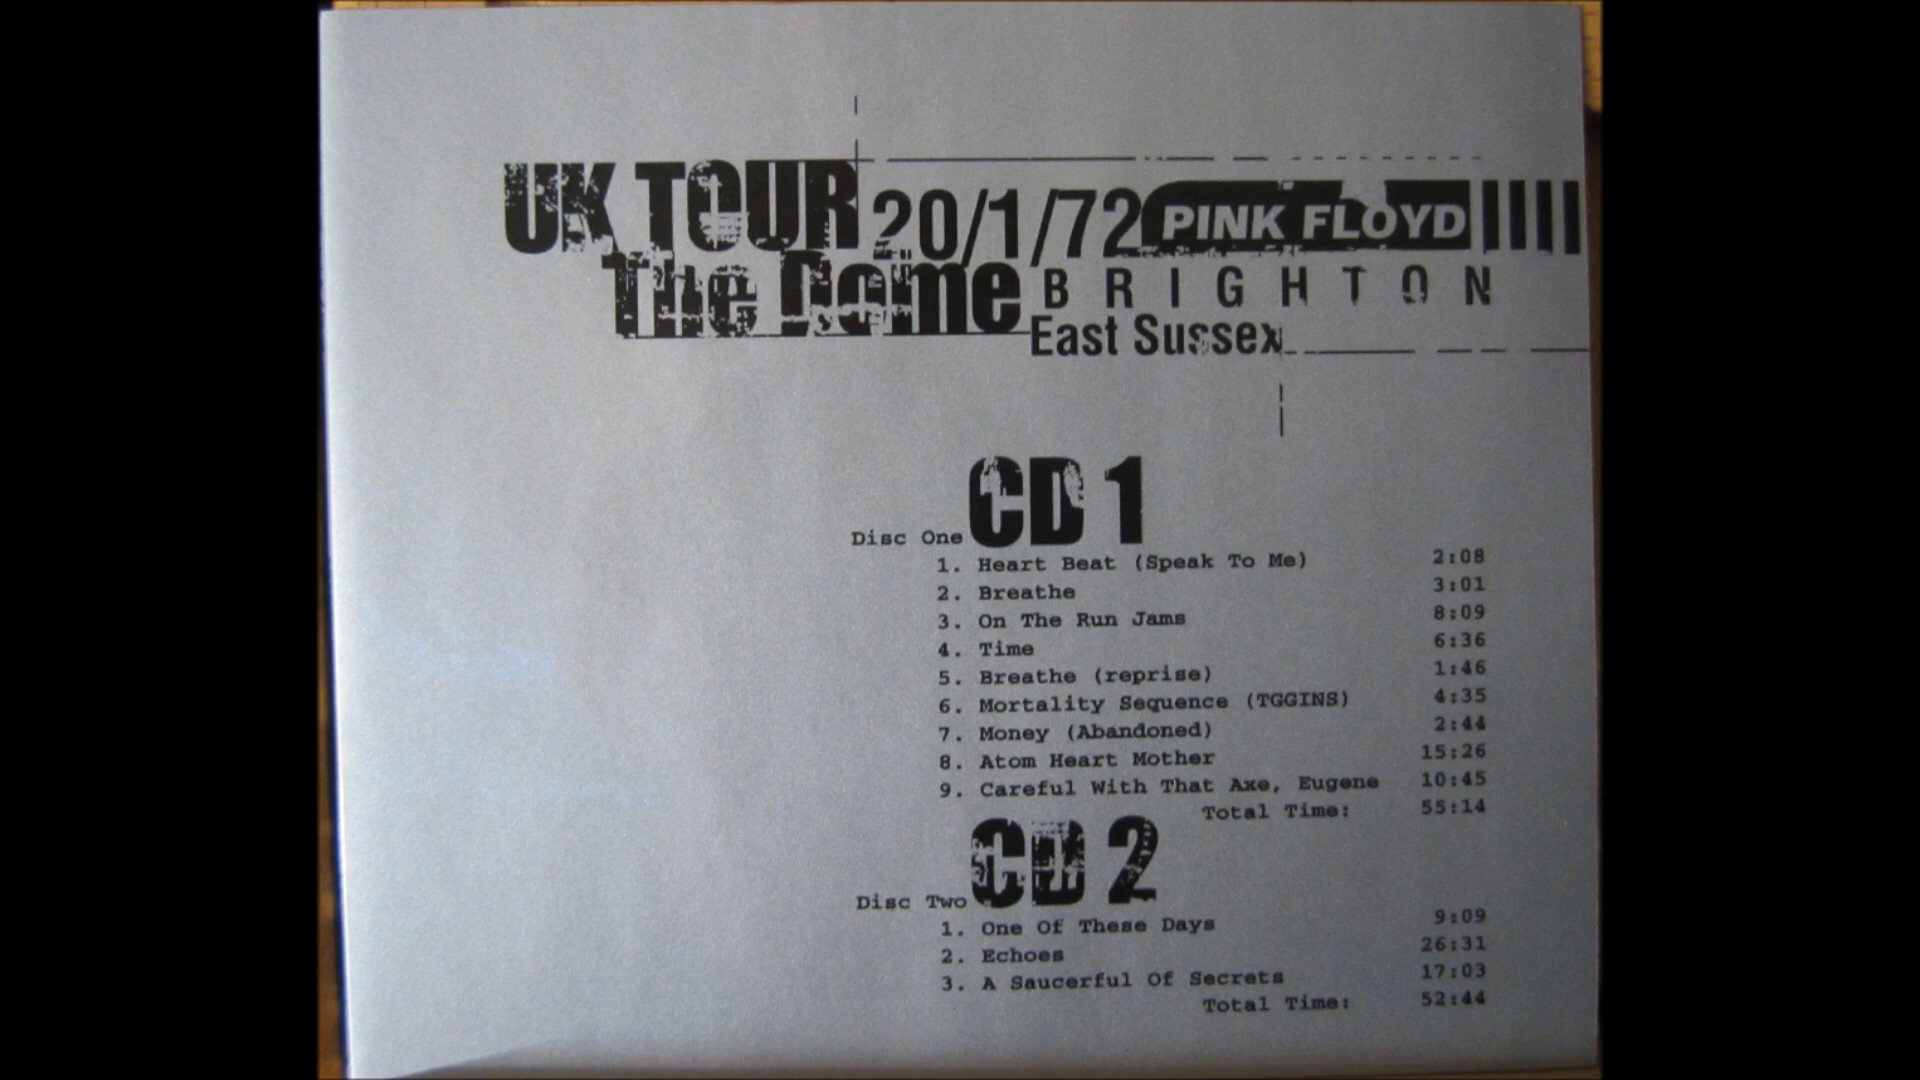 UK TOUR 20/1/72 PINK FLOYD
The Dome BRIGHTON
East Sussex
CD 1
Disc One
1. Heart Beat (Speak To Me) 2:08
2. Breathe 3:01
3. On The Run Jams 8:09
4. Time 6:36
5. Breathe (reprise) 1:46
6. Mortality Sequence (TGGINS) 4:35
7. Money (Abandoned) 2:44
8. Atom Heart Mother 15:26
9. Careful With That Axe, Eugene 10:45
Total Time: 55:14
CD 2
Disc Two
1. One Of These Days 9:09
2. Echoes 26:31
3. A Saucerful Of Secrets 17:03
Total Time: 52:44